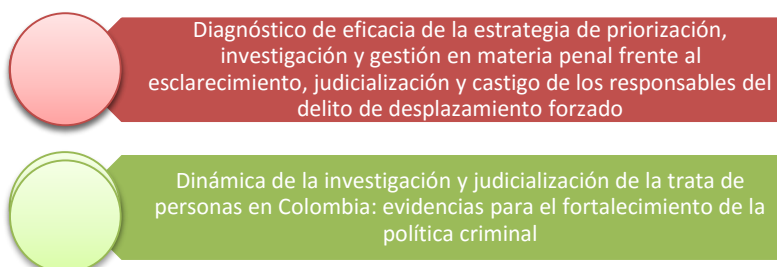 Diagnóstico de eficacia de la estrategia de priorización,
investigación y gestión en materia penal frente al
esclarecimiento, judicialización y castigo de los responsables del
delito de desplazamiento forzado
Dinámica de la investigación y judicialización de la trata de
personas en Colombia: evidencias para el fortalecimiento de la
política criminal